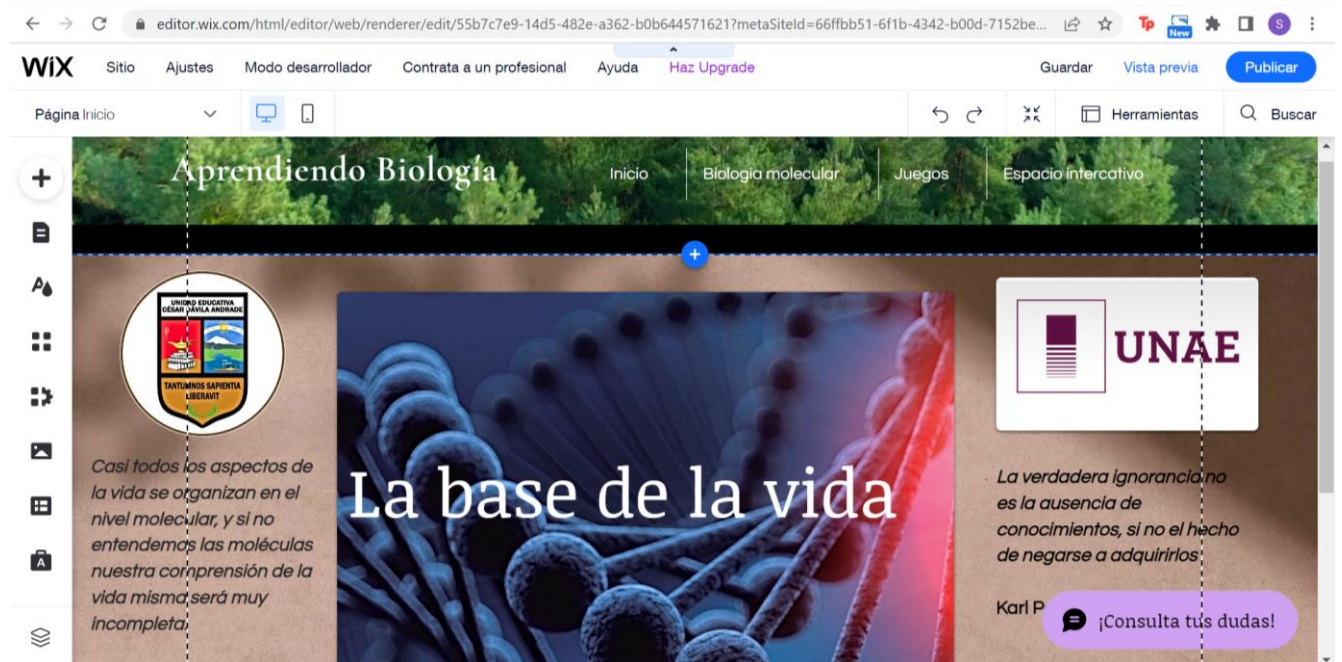 editor.wix.com/html/editor/web/renderer/edit/55b7c7e9-14d5-482e-a362-b0b644571621?metaSiteId=66ffbb51-6f1b-4342-b00d-7152be...
Tp
New
S
WiX Sitio Ajustes Modo desarrollador Contrata a un profesional Ayuda Haz Upgrade Guardar Vista previa Publicar
Página Inicio Herramientas Buscar
Aprendiendo Biología Inicio Biologia molecular Juegos Espacio intercativo
UNIDAD EDUCATIVA
CÉSAR DÁVILA ANDRADE
TANTUMNOS SAPIENTIA
LIBERAVIT
UNAE
Casi todos los aspectos de
la vida se organizan en el
nivel molecular, y si no
entendemos las moléculas
nuestra comprensión de la
vida misma será muy
incompleta.
La base de la vida
La verdadera ignorancia no
es la ausencia de
conocimientos, si no el hecho
de negarse a adquirirlos
Karl P
¡Consulta tus dudas!